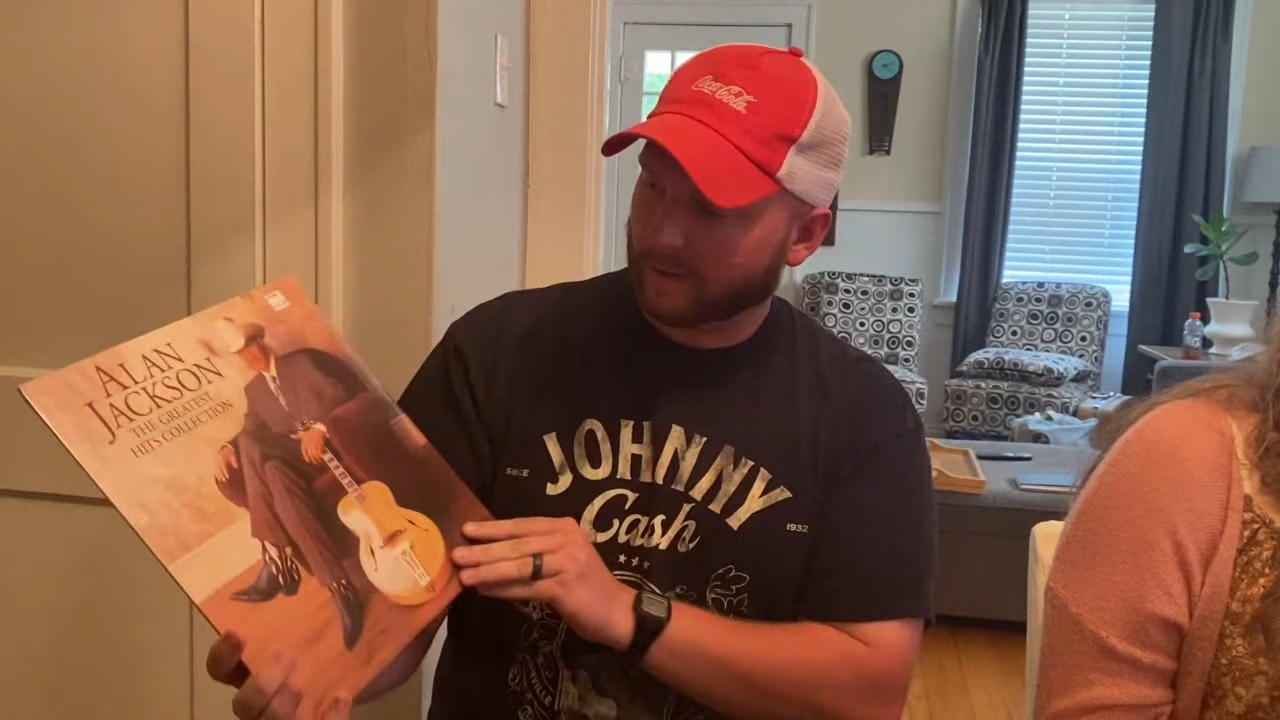 Coca-Cola
ALAN
JACKSON
THE GREATEST
HITS COLLECTION
SINCE
JOHNNY
Cash
1932